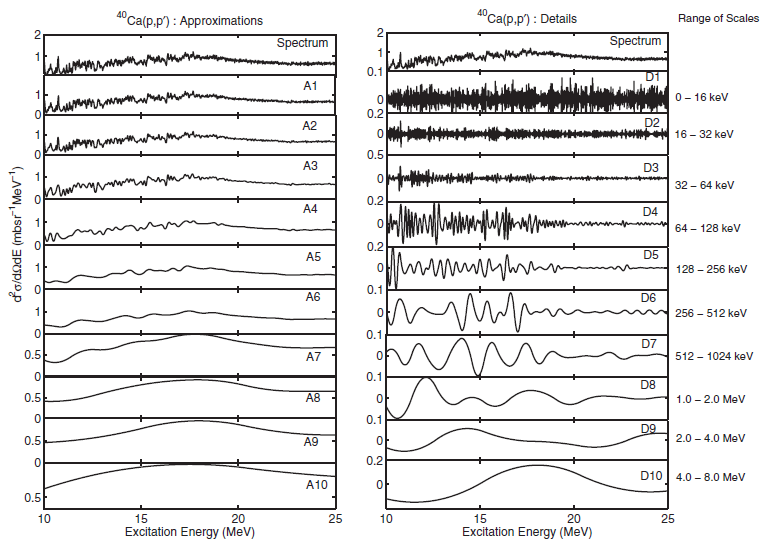 ⁴⁰Ca(p,p′) : Approximations
2
Spectrum
1
A1
1
0
A2
1
0
A3
1
0
A4
1
0
A5
1
0
A6
1
0
A7
0.5
0
A8
0.5
0
A9
0.5
0
A10
0.5
10
15
20
25
Excitation Energy (MeV)
d²σ/dΩdE (mbsr⁻¹MeV⁻¹)
⁴⁰Ca(p,p′) : Details
2
Spectrum
1
0.1
D1
0
0.2
D2
0
0.5
D3
0
0.2
D4
0
0.2
D5
0
0.1
D6
0
0.1
D7
0
0.1
D8
0
0.1
D9
0
0.2
D10
0
10
15
20
25
Excitation Energy (MeV)
Range of Scales
0 – 16 keV
16 – 32 keV
32 – 64 keV
64 – 128 keV
128 – 256 keV
256 – 512 keV
512 – 1024 keV
1.0 – 2.0 MeV
2.0 – 4.0 MeV
4.0 – 8.0 MeV